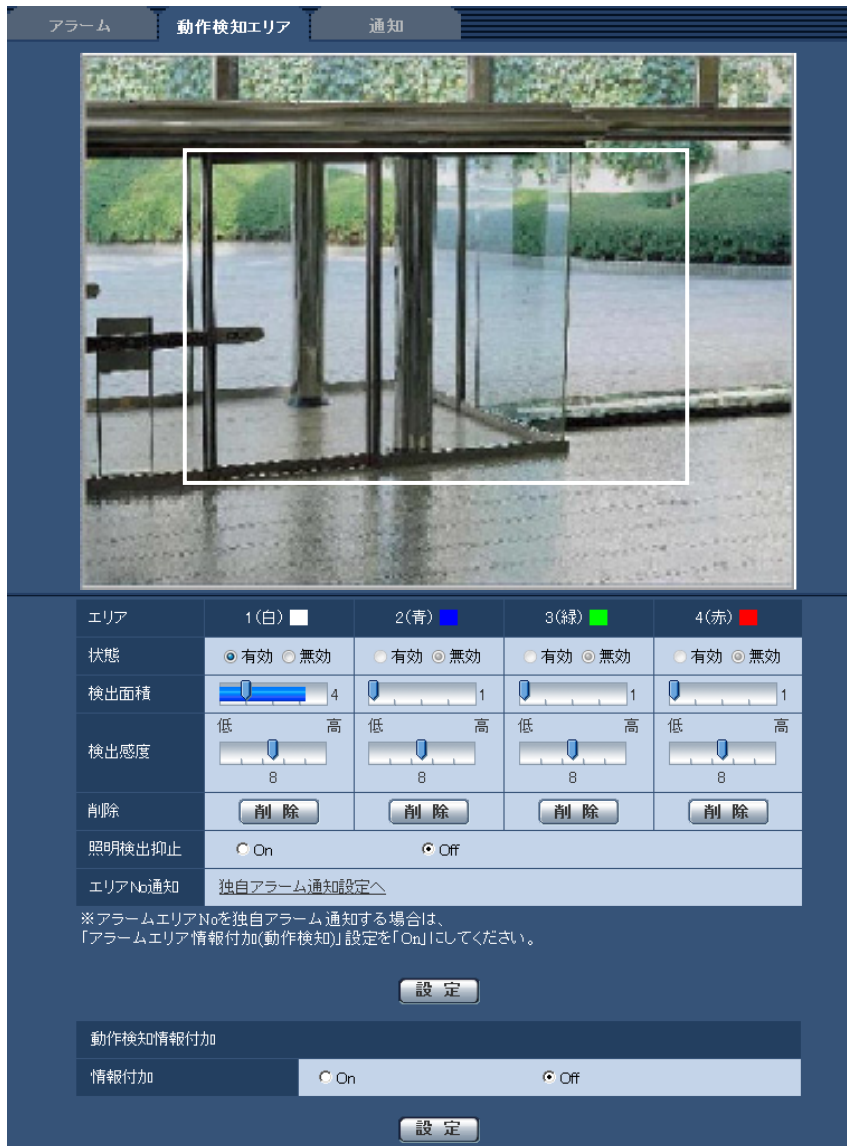 アラーム 動作検知エリア 通知
エリア 1(白) 2(青) 3(緑) 4(赤)
状態 有効 無効 有効 無効 有効 無効 有効 無効
検出面積 4 1 1 1
低 高 低 高 低 高 低 高
検出感度
8 8 8 8
削除 削 除 削 除 削 除 削 除
照明検出抑止 On Off
エリアNo通知 独自アラーム通知設定へ
※アラームエリアNoを独自アラーム通知する場合は、
「アラームエリア情報付加(動作検知)」設定を「On」にしてください。
設 定
動作検知情報付加
情報付加 On Off
設 定